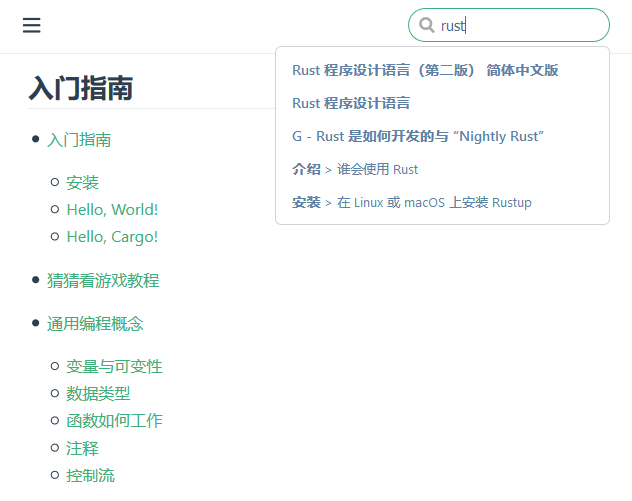 rust
Rust 程序设计语言（第二版） 简体中文版
Rust 程序设计语言
G - Rust 是如何开发的与 “Nightly Rust”
介绍 > 谁会使用 Rust
安装 > 在 Linux 或 macOS 上安装 Rustup
入门指南
入门指南
安装
Hello, World!
Hello, Cargo!
猜猜看游戏教程
通用编程概念
变量与可变性
数据类型
函数如何工作
注释
控制流